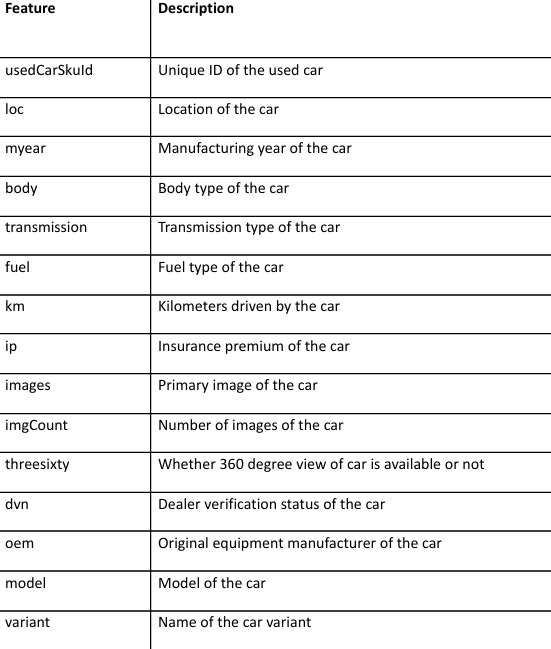 Feature Description
usedCarSkuId Unique ID of the used car
loc Location of the car
myear Manufacturing year of the car
body Body type of the car
transmission Transmission type of the car
fuel Fuel type of the car
km Kilometers driven by the car
ip Insurance premium of the car
images Primary image of the car
imgCount Number of images of the car
threesixty Whether 360 degree view of car is available or not
dvn Dealer verification status of the car
oem Original equipment manufacturer of the car
model Model of the car
variant Name of the car variant